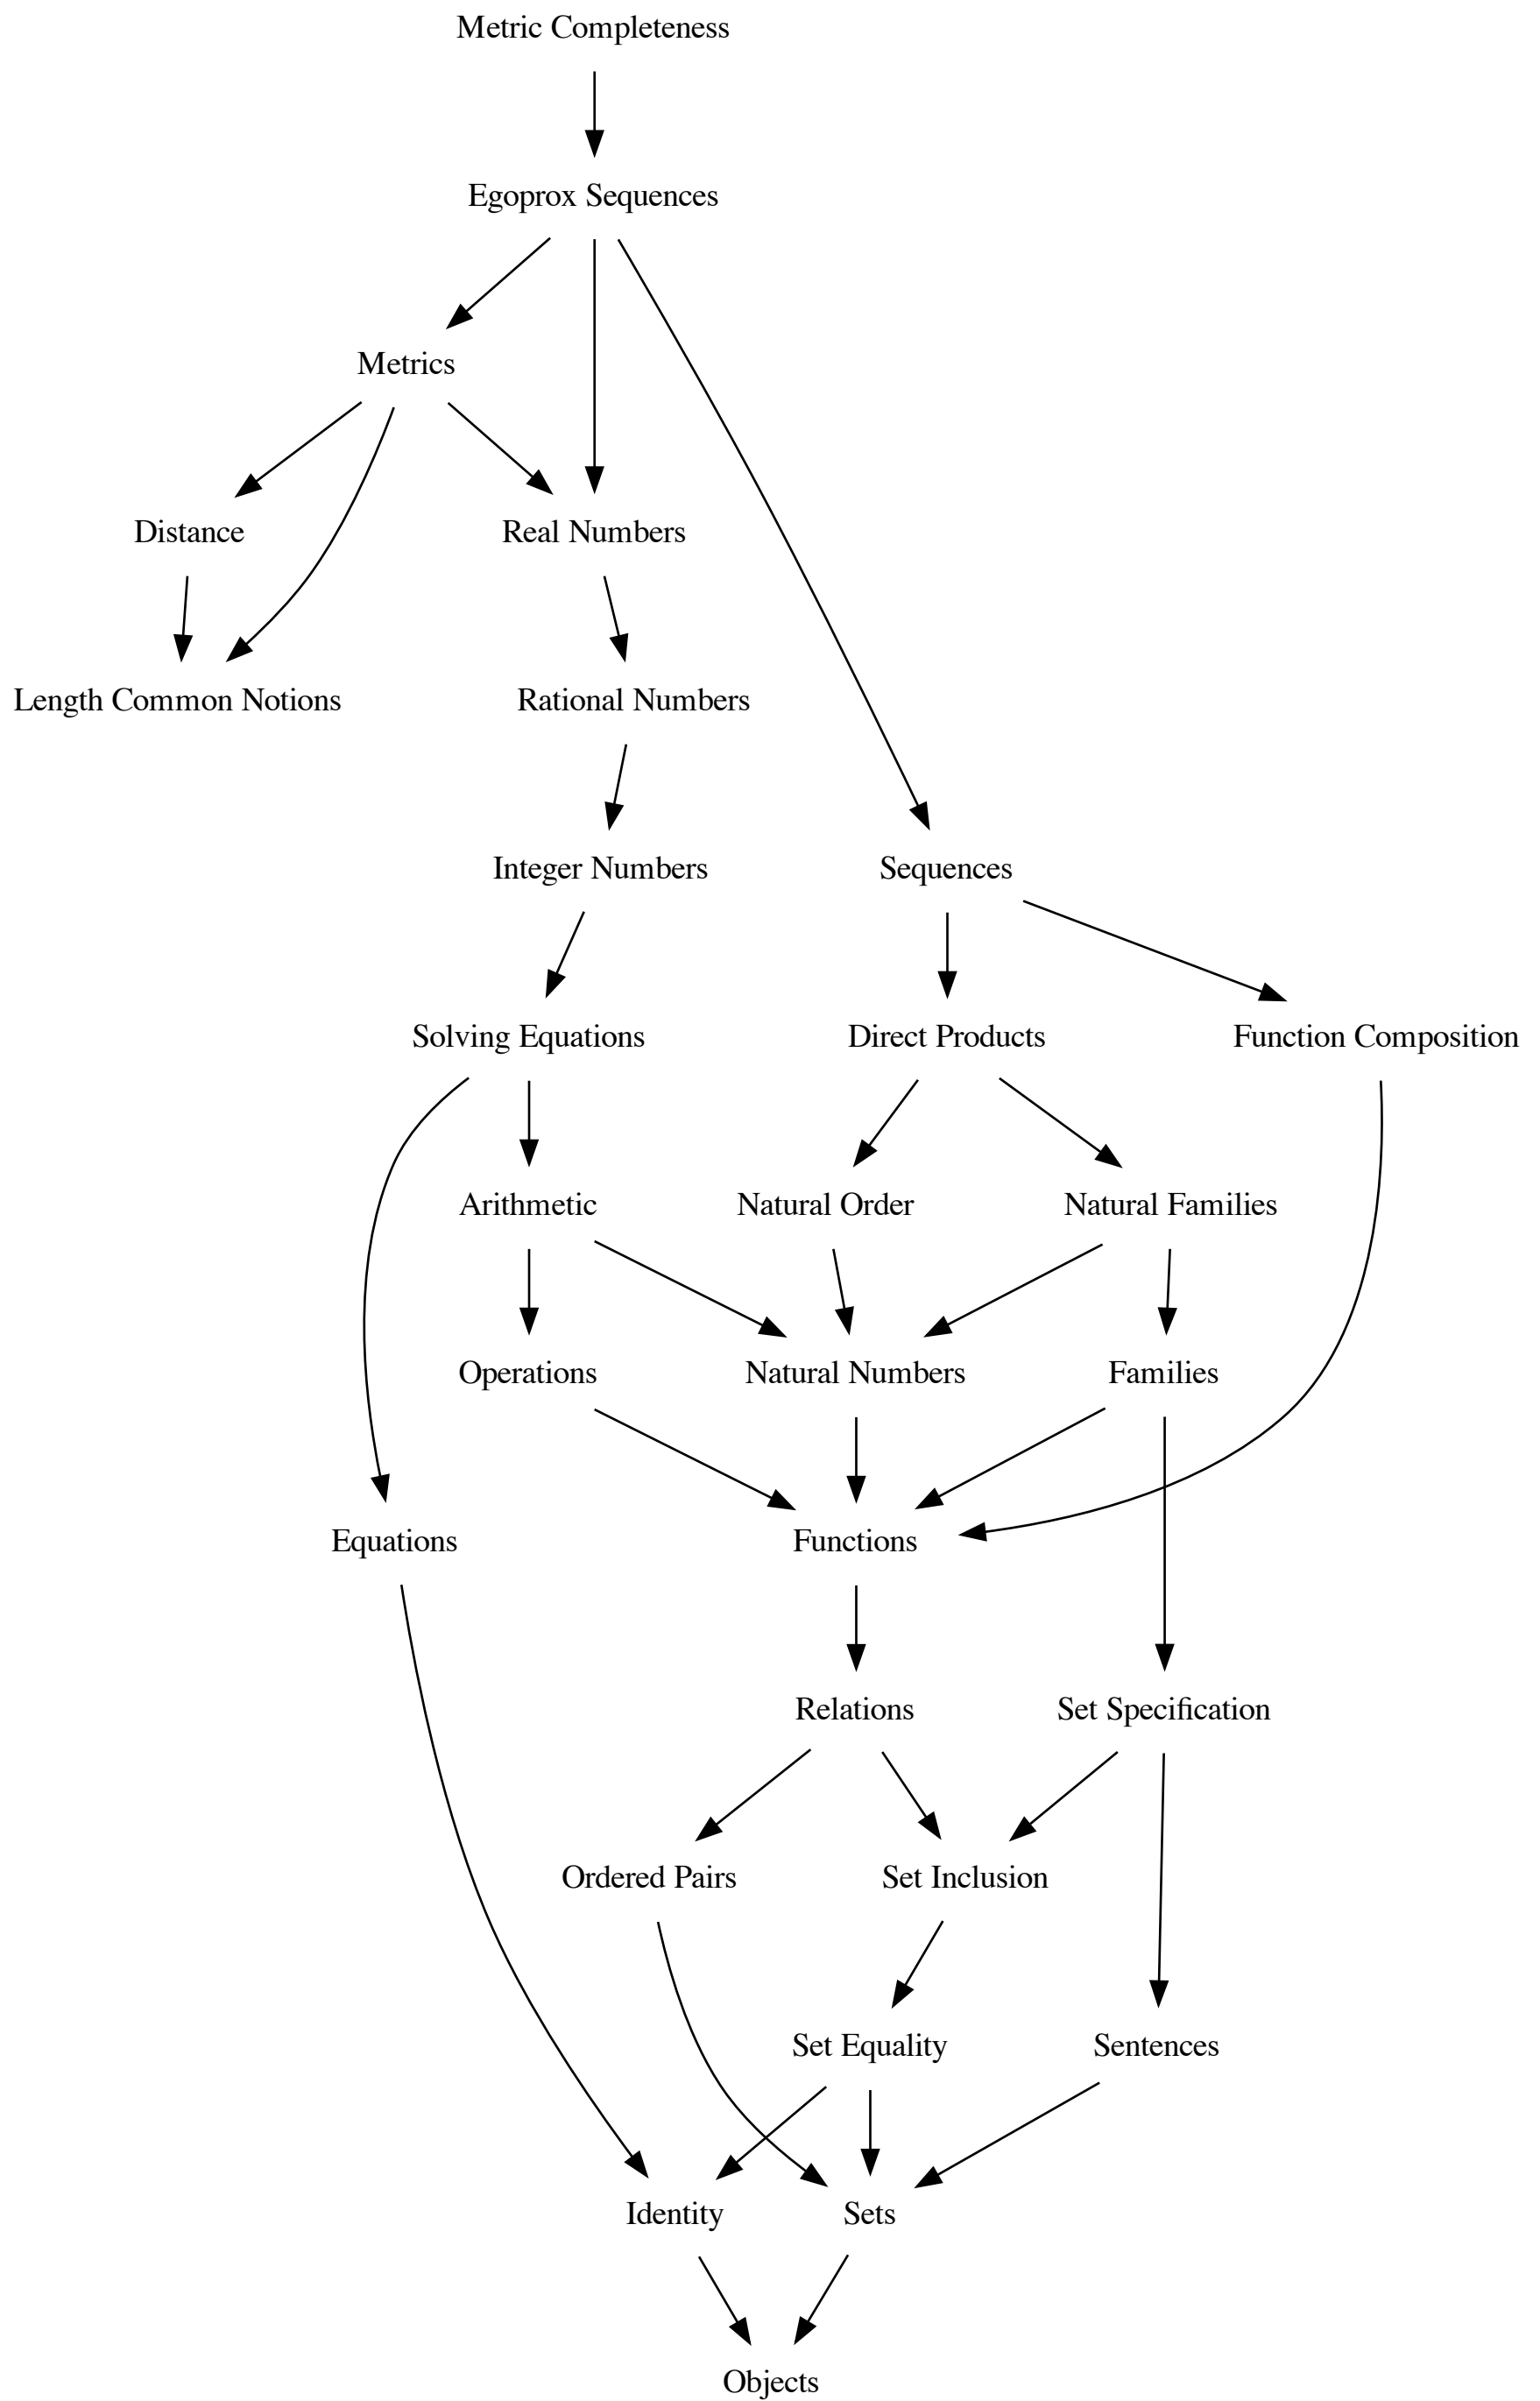 Metric Completeness
Egoprox Sequences
Metrics
Distance
Real Numbers
Length Common Notions
Rational Numbers
Integer Numbers
Sequences
Solving Equations
Direct Products
Function Composition
Arithmetic
Natural Order
Natural Families
Operations
Natural Numbers
Families
Equations
Functions
Relations
Set Specification
Ordered Pairs
Set Inclusion
Set Equality
Sentences
Identity
Sets
Objects